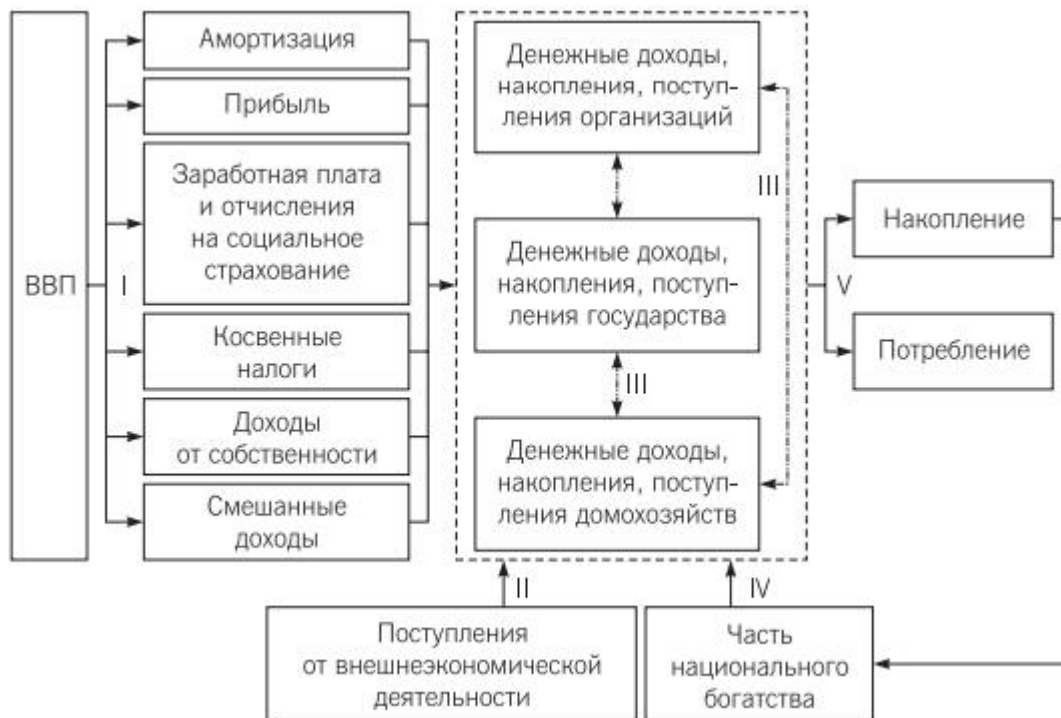 ВВП
I
Амортизация
Прибыль
Заработная плата
и отчисления
на социальное
страхование
Косвенные
налоги
Доходы
от собственности
Смешанные
доходы
Денежные доходы,
накопления, поступ-
ления организаций
III
Денежные доходы,
накопления, поступ-
ления государства
III
Денежные доходы,
накопления, поступ-
ления домохозяйств
V
Накопление
Потребление
II
IV
Поступления
от внешнеэкономической
деятельности
Часть
национального
богатства